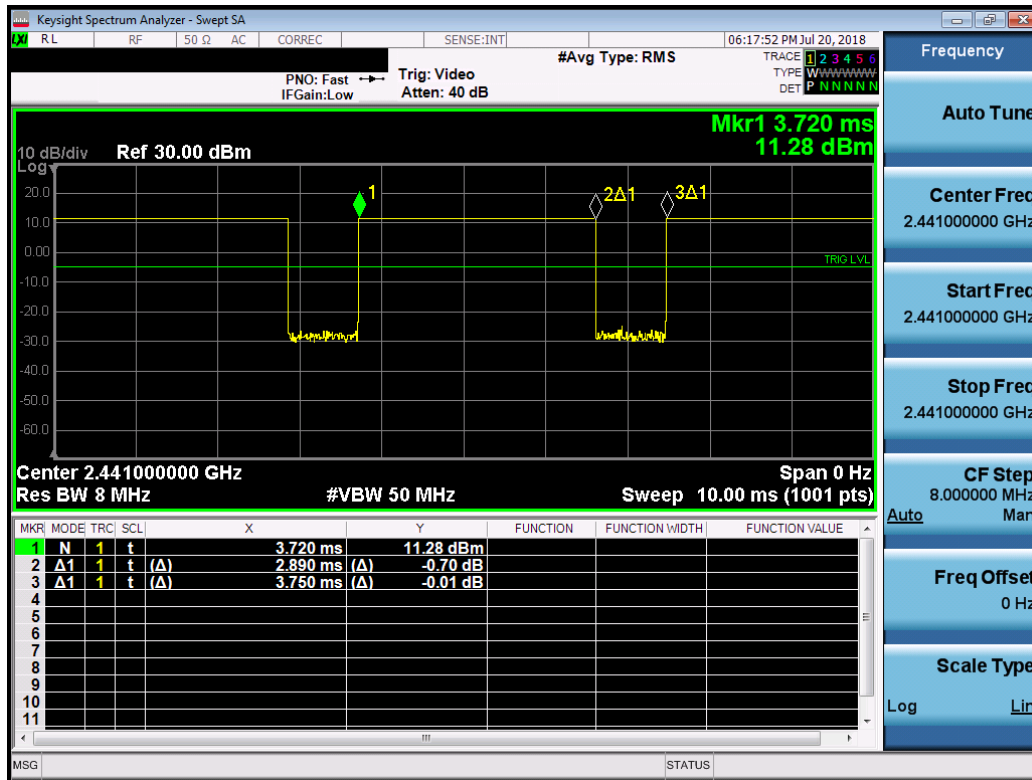 Keysight Spectrum Analyzer - Swept SA
LXI RL RF 50 Ω AC CORREC SENSE:INT 06:17:52 PM Jul 20, 2018
#Avg Type: RMS
TRACE 1 2 3 4 5 6
PNO: Fast Trig: Video TYPE WWWWWW
IFGain:Low Atten: 40 dB DET P N N N N N
Mkr1 3.720 ms
11.28 dBm
10 dB/div Ref 30.00 dBm
Log
20.0
10.0
0.00
-10.0
-20.0
-30.0
-40.0
-50.0
-60.0
1
2Δ1
3Δ1
TRIG LVL
Center 2.441000000 GHz Span 0 Hz
Res BW 8 MHz #VBW 50 MHz Sweep 10.00 ms (1001 pts)
MKR MODE TRC SCL X Y FUNCTION FUNCTION WIDTH FUNCTION VALUE
1 N 1 t 3.720 ms 11.28 dBm
2 Δ1 1 t (Δ) 2.890 ms (Δ) -0.70 dB
3 Δ1 1 t (Δ) 3.750 ms (Δ) -0.01 dB
4
5
6
7
8
9
10
11
MSG STATUS
Frequency
Auto Tune
Center Freq
2.441000000 GHz
Start Freq
2.441000000 GHz
Stop Freq
2.441000000 GHz
CF Step
8.000000 MHz
Auto Man
Freq Offset
0 Hz
Scale Type
Log Lin